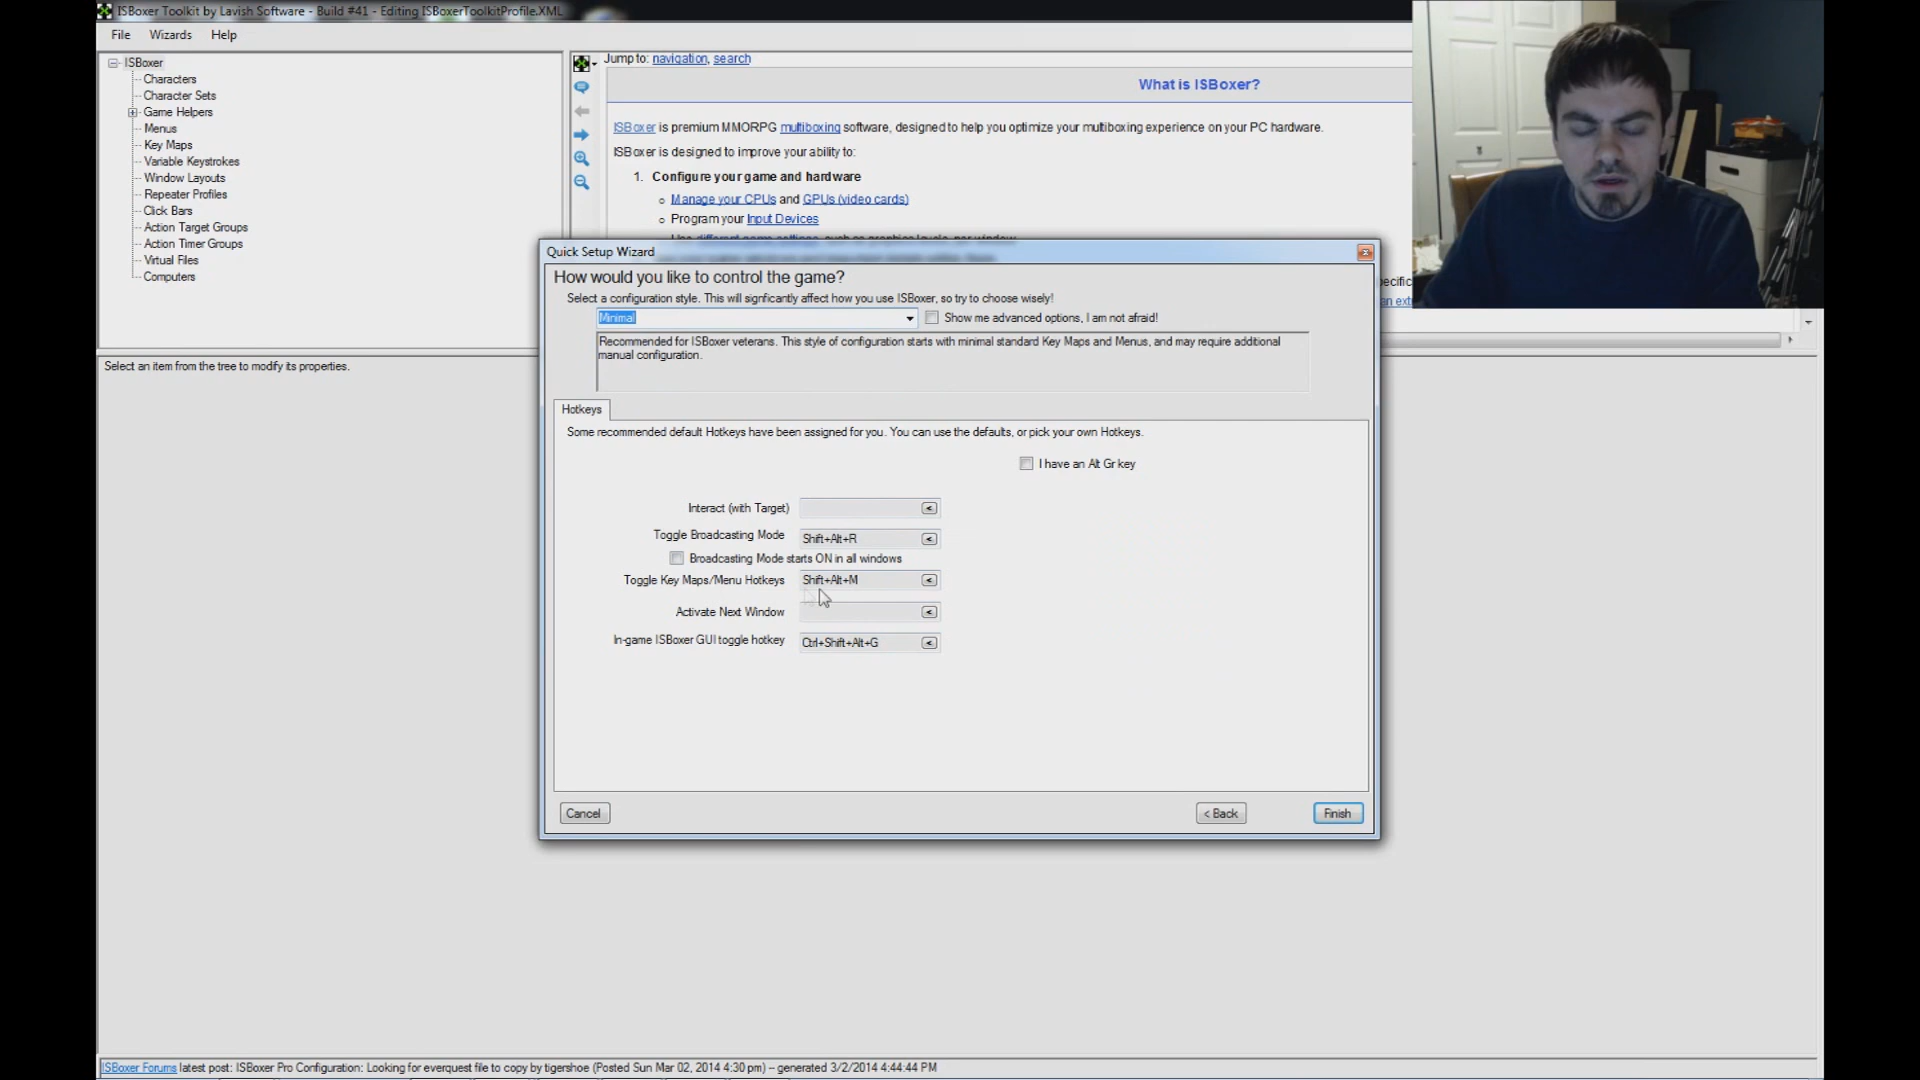 ISBoxer Toolkit by Lavish Software - Build #41 - Editing ISBoxerToolkitProfile.XML
File Wizards Help
ISBoxer
Characters
Character Sets
Game Helpers
Menus
Key Maps
Variable Keystrokes
Window Layouts
Repeater Profiles
Click Bars
Action Target Groups
Action Timer Groups
Virtual Files
Computers
Select an item from the tree to modify its properties.
Jump to: navigation, search
What is ISBoxer?
ISBoxer is premium MMORPG multiboxing software, designed to help you optimize your multiboxing experience on your PC hardware.
ISBoxer is designed to improve your ability to:
1. Configure your game and hardware
Manage your CPUs and GPUs (video cards)
Program your Input Devices
Quick Setup Wizard
How would you like to control the game?
Select a configuration style. This will signficantly affect how you use ISBoxer, so try to choose wisely!
Minimal
Show me advanced options, I am not afraid!
Recommended for ISBoxer veterans. This style of configuration starts with minimal standard Key Maps and Menus, and may require additional
manual configuration.
Hotkeys
Some recommended default Hotkeys have been assigned for you. You can use the defaults, or pick your own Hotkeys.
I have an Alt Gr key
Interact (with Target) <
Toggle Broadcasting Mode Shift+Alt+R <
Broadcasting Mode starts ON in all windows
Toggle Key Maps/Menu Hotkeys Shift+Alt+M <
Activate Next Window <
In-game ISBoxer GUI toggle hotkey Ctrl+Shift+Alt+G <
Cancel < Back Finish
ISBoxer Forums latest post: ISBoxer Pro Configuration: Looking for everquest file to copy by tigershoe (Posted Sun Mar 02, 2014 4:30 pm) -- generated 3/2/2014 4:44:44 PM